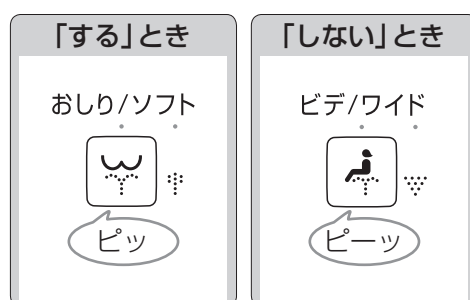 「する」とき
おしり/ソフト
ピッ
「しない」とき
ビデ/ワイド
ピーッ